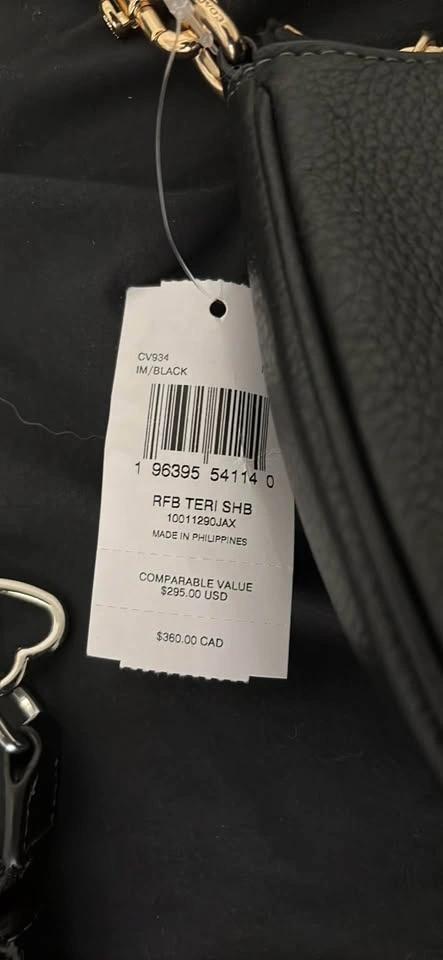 CV934
IM/BLACK
1 96395 54114 0
RFB TERI SHB
10011290JAX
MADE IN PHILIPPINES
COMPARABLE VALUE
$295.00 USD
$360.00 CAD